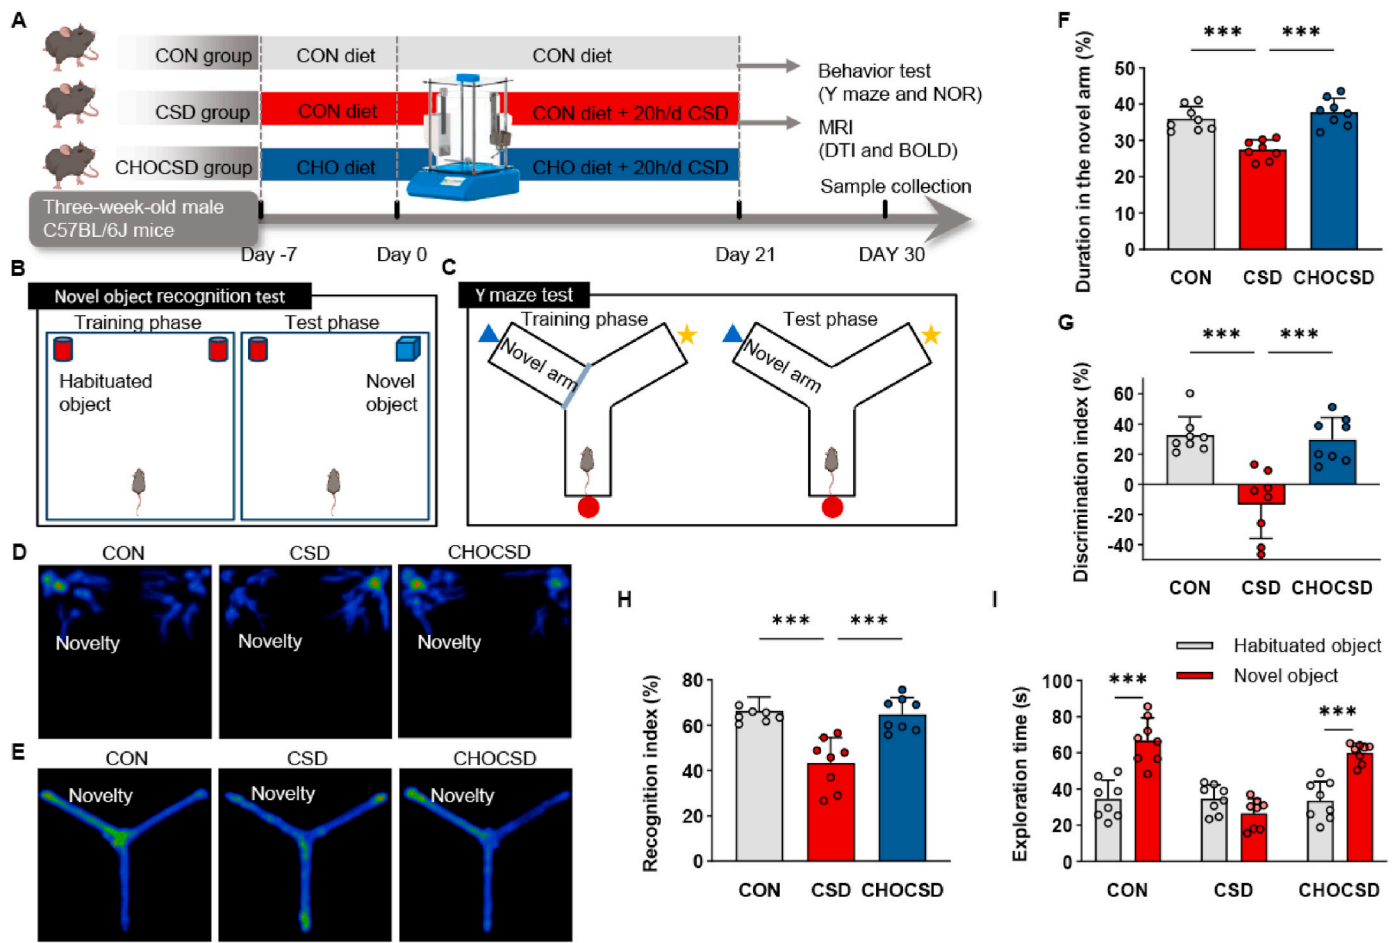 A
CON group
CON diet
CON diet
CSD group
CON diet
CON diet + 20h/d CSD
CHOCSD group
CHO diet
CHO diet + 20h/d CSD
Behavior test
(Y maze and NOR)
MRI
(DTI and BOLD)
Sample collection
Three-week-old male
C57BL/6J mice
Day -7
Day 0
Day 21
DAY 30
B
Novel object recognition test
Training phase
Test phase
Habituated
object
Novel
object
C
Y maze test
Training phase
Test phase
Novel arm
Novel arm
D
CON
CSD
CHOCSD
Novelty
Novelty
Novelty
E
CON
CSD
CHOCSD
Novelty
Novelty
Novelty
F
Duration in the novel arm (%)
50
40
30
20
10
0
***
***
CON
CSD
CHOCSD
G
Discrimination index (%)
60
40
20
0
-20
-40
***
***
CON
CSD
CHOCSD
H
Recognition index (%)
80
60
40
20
0
***
***
CON
CSD
CHOCSD
I
Habituated object
Novel object
Exploration time (s)
100
80
60
40
20
0
***
***
CON
CSD
CHOCSD